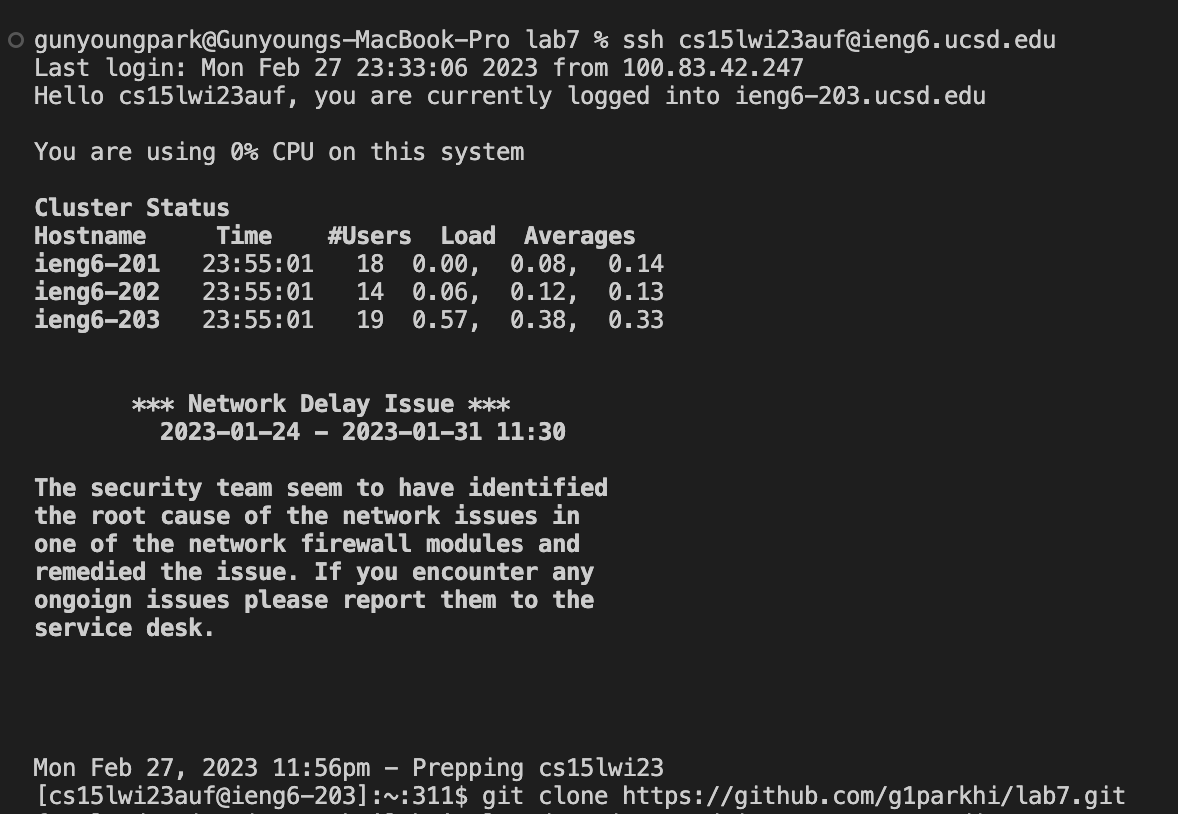 gunyoungpark@Gunyoungs-MacBook-Pro lab7 % ssh cs15lwi23auf@ieng6.ucsd.edu
Last login: Mon Feb 27 23:33:06 2023 from 100.83.42.247
Hello cs15lwi23auf, you are currently logged into ieng6-203.ucsd.edu
You are using 0% CPU on this system
Cluster Status
Hostname     Time    #Users  Load  Averages
ieng6-201   23:55:01   18  0.00,  0.08,  0.14
ieng6-202   23:55:01   14  0.06,  0.12,  0.13
ieng6-203   23:55:01   19  0.57,  0.38,  0.33
*** Network Delay Issue ***
2023-01-24 - 2023-01-31 11:30
The security team seem to have identified
the root cause of the network issues in
one of the network firewall modules and
remedied the issue. If you encounter any
ongoign issues please report them to the
service desk.
Mon Feb 27, 2023 11:56pm - Prepping cs15lwi23
[cs15lwi23auf@ieng6-203]:~:311$ git clone https://github.com/g1parkhi/lab7.git